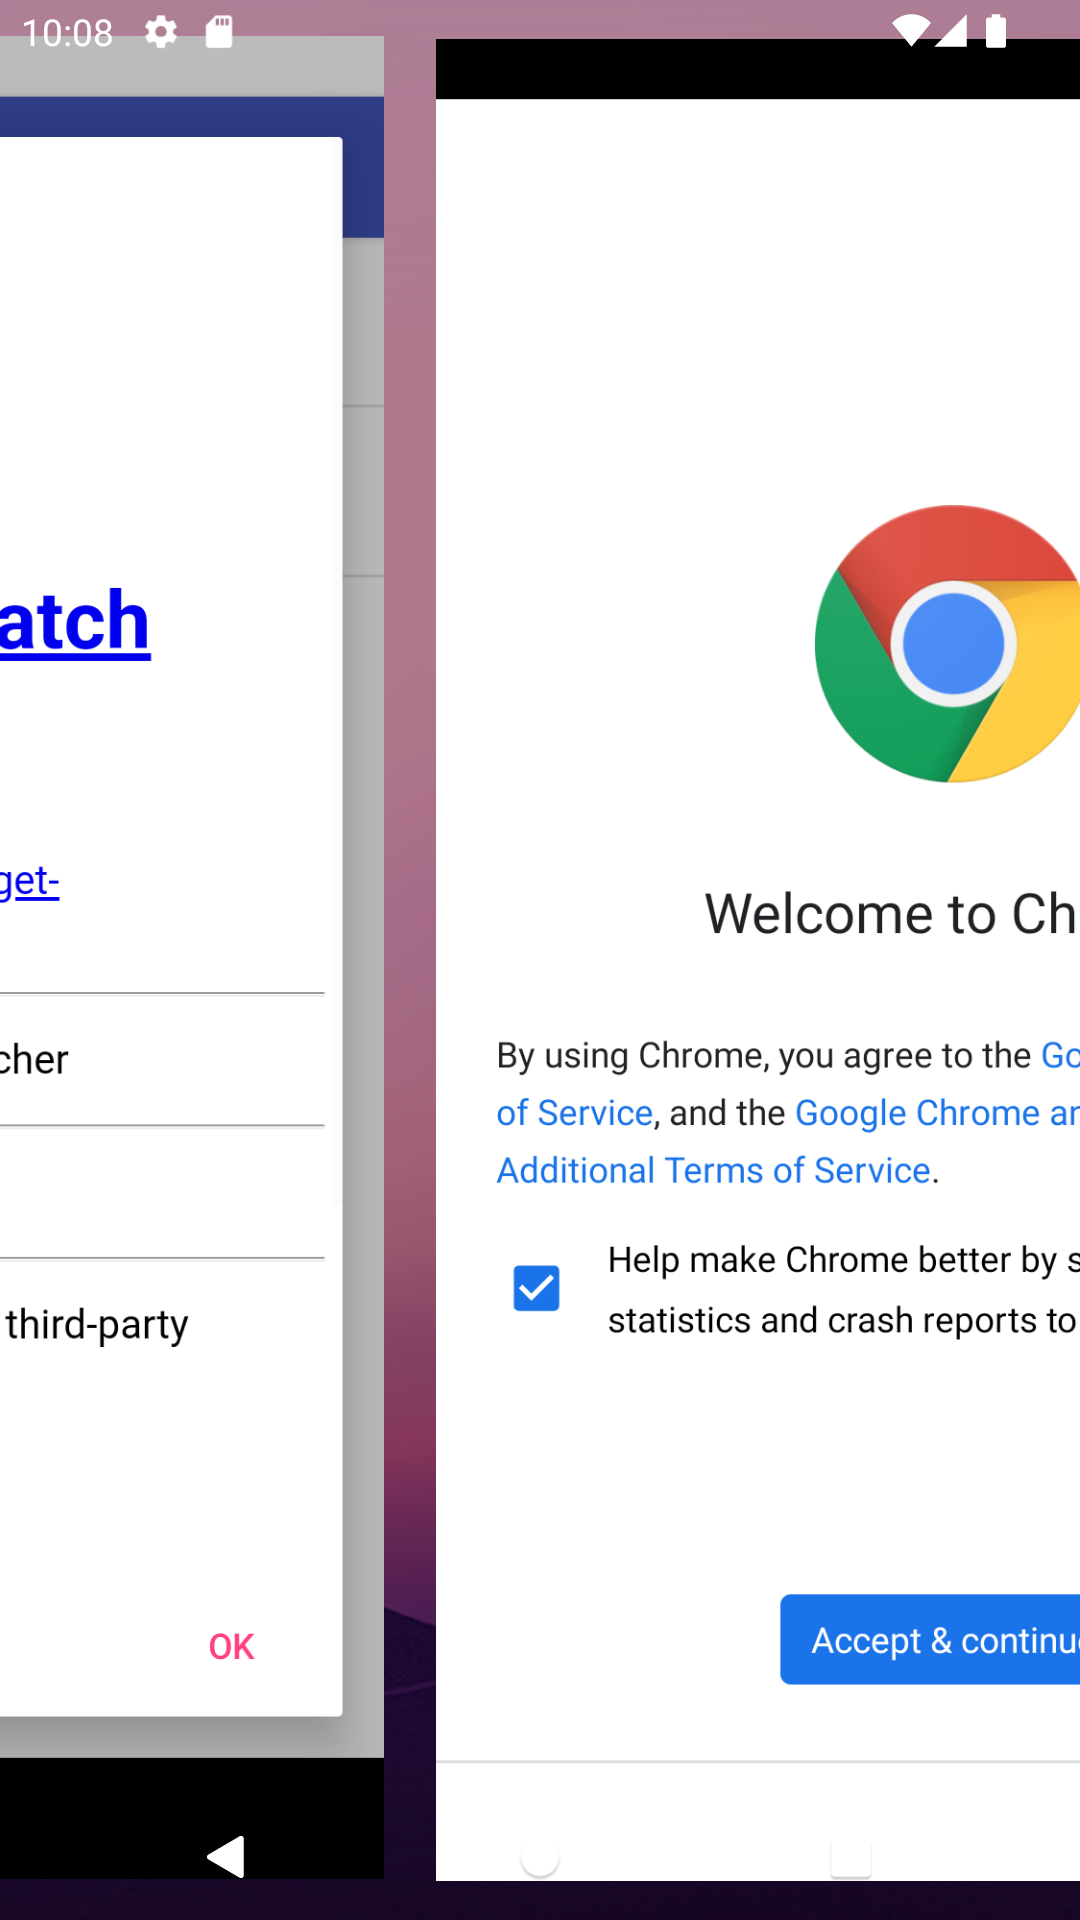 10:08
atch
get-
cher
third-party
OK
Welcome to Ch
By using Chrome, you agree to the Go
of Service, and the Google Chrome an
Additional Terms of Service.
Help make Chrome better by s
statistics and crash reports to
Accept & continue